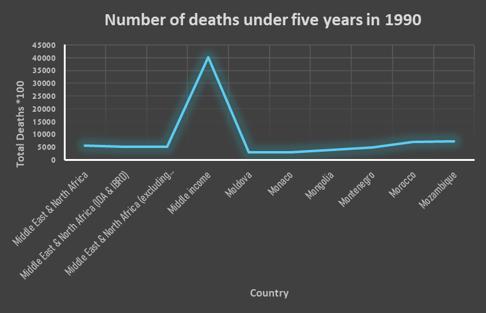 Number of deaths under five years in 1990
Total Deaths *100
45000
40000
35000
30000
25000
20000
15000
10000
5000
0
Middle East & North Africa
Middle East & North Africa (IDA & IBRD)
Middle East & North Africa (excluding...
Middle income
Moldova
Monaco
Mongolia
Montenegro
Morocco
Mozambique
Country